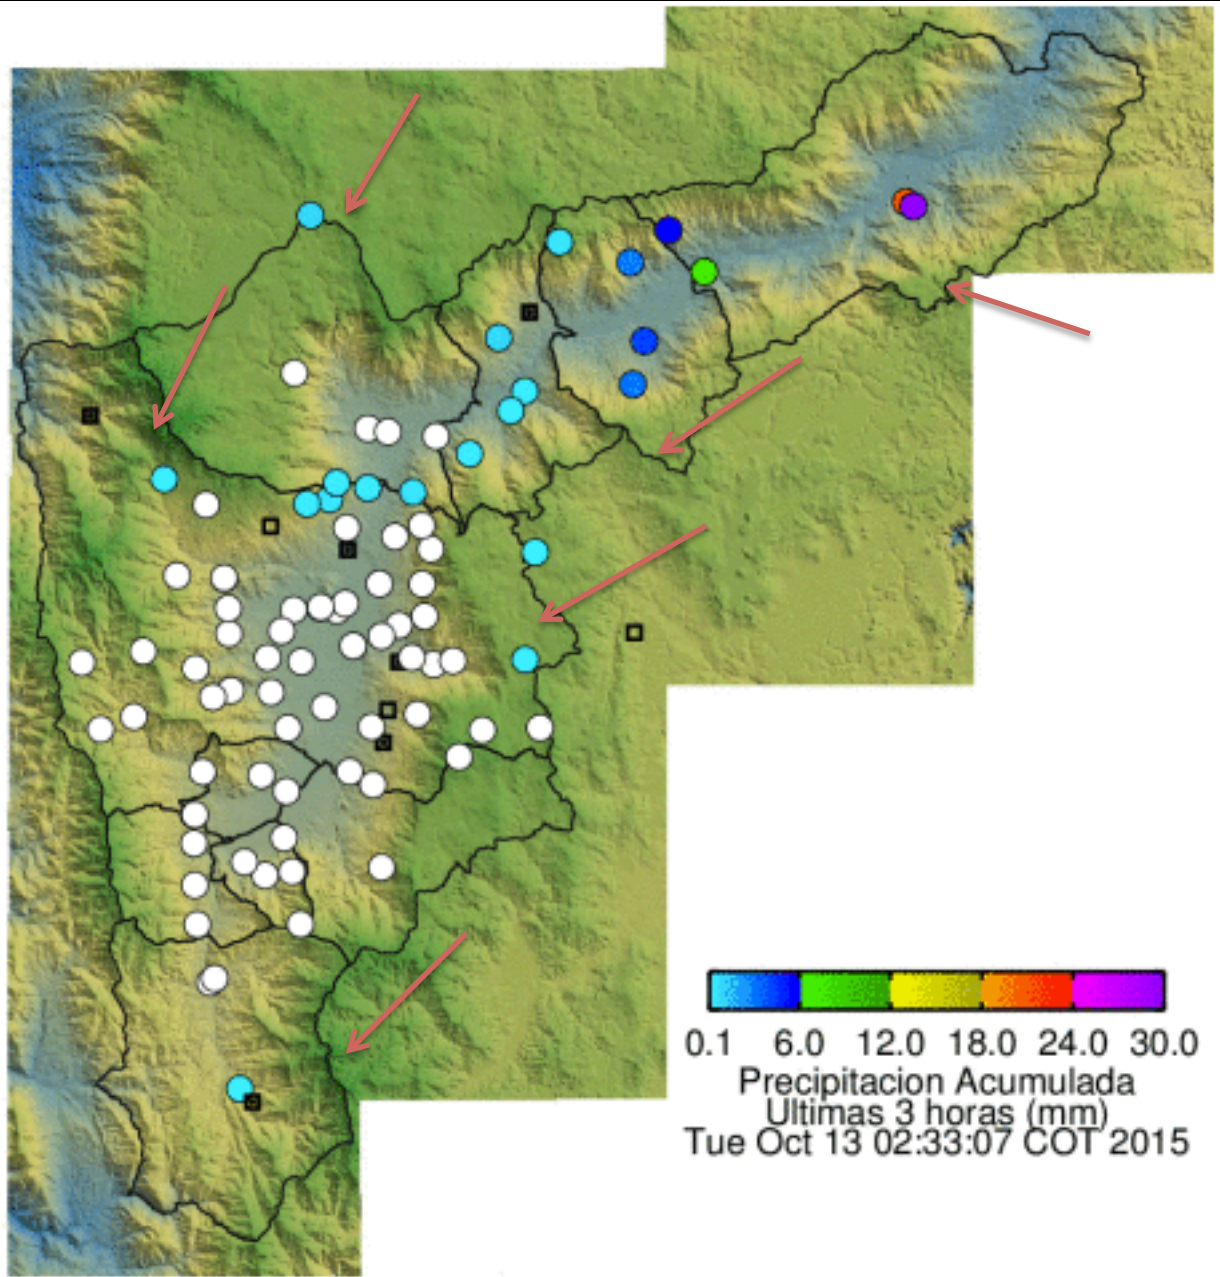 0.1 6.0 12.0 18.0 24.0 30.0
Precipitacion Acumulada
Ultimas 3 horas (mm)
Tue Oct 13 02:33:07 COT 2015